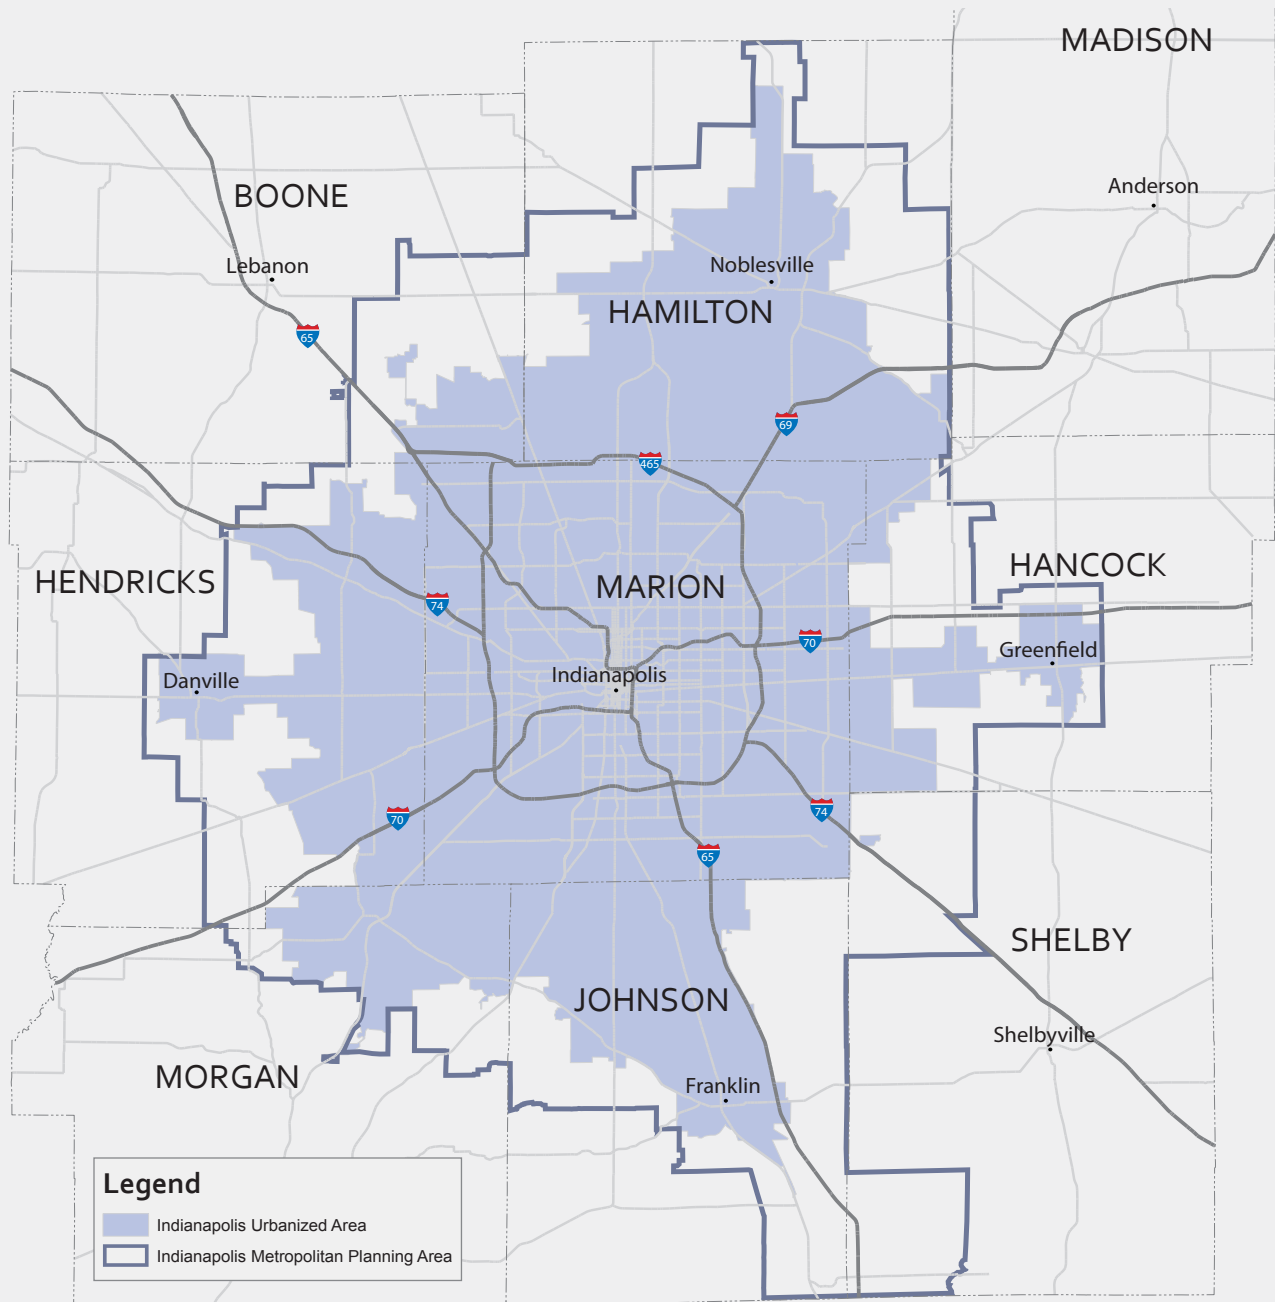 MADISON
Anderson
BOONE
Lebanon
Noblesville
HAMILTON
65
69
465
HENDRICKS
HANCOCK
MARION
74
70
Greenfield
Indianapolis
Danville
70
74
65
SHELBY
JOHNSON
Shelbyville
MORGAN
Franklin
Legend
Indianapolis Urbanized Area
Indianapolis Metropolitan Planning Area